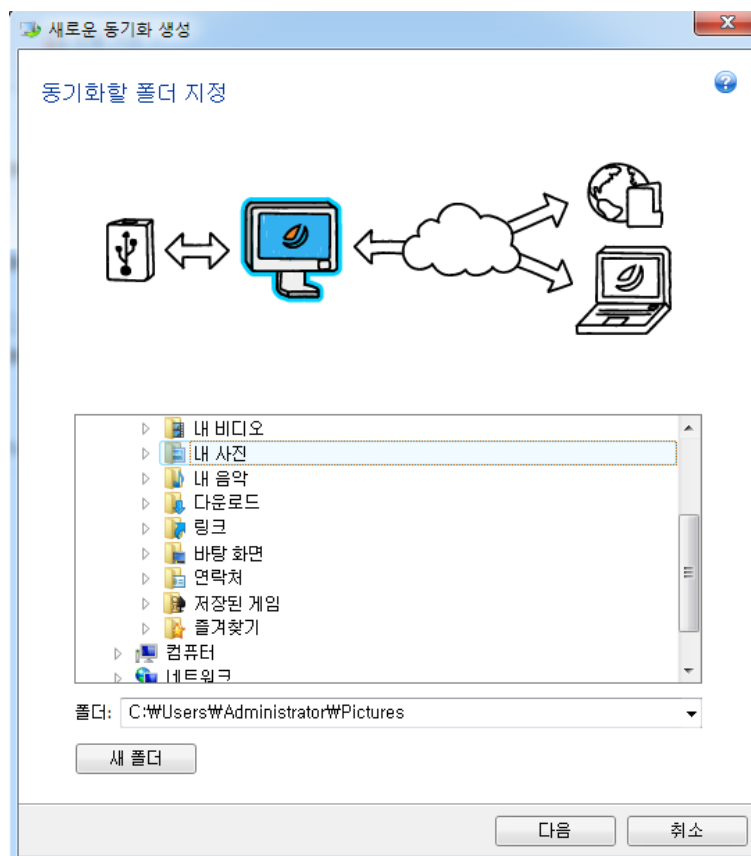 새로운 동기화 생성
동기화할 폴더 지정
내 비디오
내 사진
내 음악
다운로드
링크
바탕 화면
연락처
저장된 게임
즐겨찾기
컴퓨터
네트워크
폴더: C:₩Users₩Administrator₩Pictures
새 폴더
다음 취소